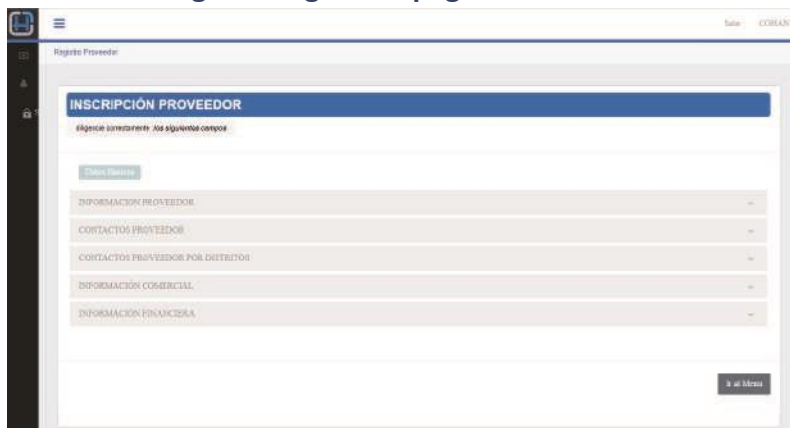 Salir COHAN
Registro Proveedor
INSCRIPCIÓN PROVEEDOR
diligencie correctamente los siguientes campos
Datos Basicos
INFORMACION PROVEEDOR
CONTACTOS PROVEEDOR
CONTACTOS PROVEEDOR POR DISTRITOS
INFORMACIÓN COMERCIAL
INFORMACIÓN FINANCIERA
Ir al Menu